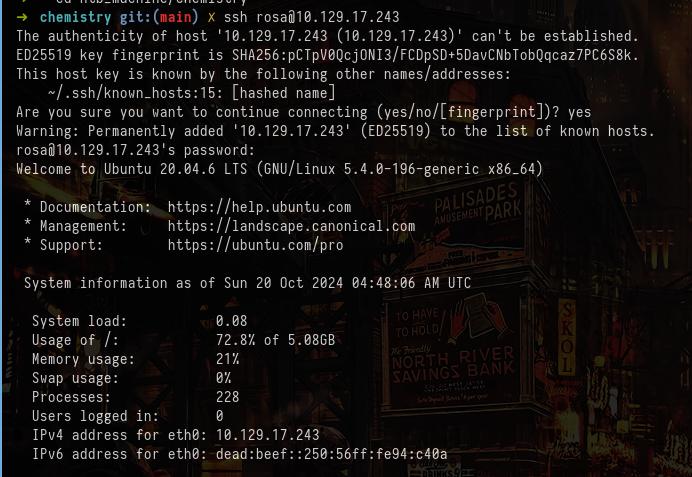 ➜ chemistry git:(main) ✗ ssh rosa@10.129.17.243
The authenticity of host '10.129.17.243 (10.129.17.243)' can't be established.
ED25519 key fingerprint is SHA256:pCTpV0QcjONI3/FCDpSD+5DavCNbTobQqcaz7PC6S8k.
This host key is known by the following other names/addresses:
    ~/.ssh/known_hosts:15: [hashed name]
Are you sure you want to continue connecting (yes/no/[fingerprint])? yes
Warning: Permanently added '10.129.17.243' (ED25519) to the list of known hosts.
rosa@10.129.17.243's password:
Welcome to Ubuntu 20.04.6 LTS (GNU/Linux 5.4.0-196-generic x86_64)
 * Documentation:  https://help.ubuntu.com
 * Management:     https://landscape.canonical.com
 * Support:        https://ubuntu.com/pro
 System information as of Sun 20 Oct 2024 04:48:06 AM UTC
  System load:           0.08
  Usage of /:            72.8% of 5.08GB
  Memory usage:          21%
  Swap usage:            0%
  Processes:             228
  Users logged in:       0
  IPv4 address for eth0: 10.129.17.243
  IPv6 address for eth0: dead:beef::250:56ff:fe94:c40a
PALISADES
AMUSEMENT PARK
TO HAVE
TO HOLD
The Friendly
NORTH RIVER
SAVINGS BANK
SKOL